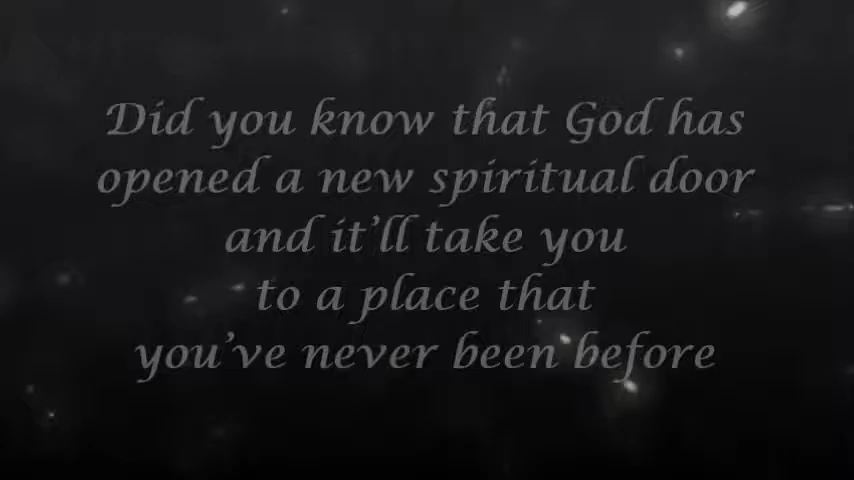 Did you know that God has
opened a new spiritual door
and it'll take you
to a place that
you've never been before